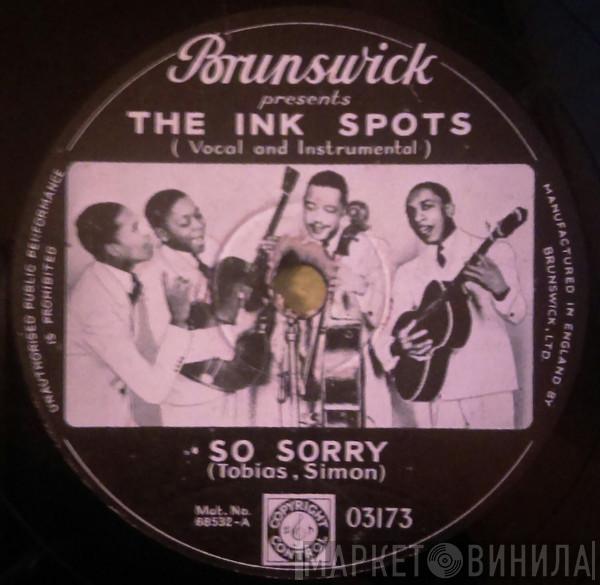 Brunswick
presents
THE INK SPOTS
( Vocal and Instrumental )
UNAUTHORISED PUBLIC PERFORMANCE
IS PROHIBITED
MANUFACTURED IN ENGLAND BY
BRUNSWICK, LTD.
SO SORRY
(Tobias, Simon)
Mat. No.
68532-A
COPYRIGHT
CONTROL
03173
МАРКЕТ ВИНИЛА